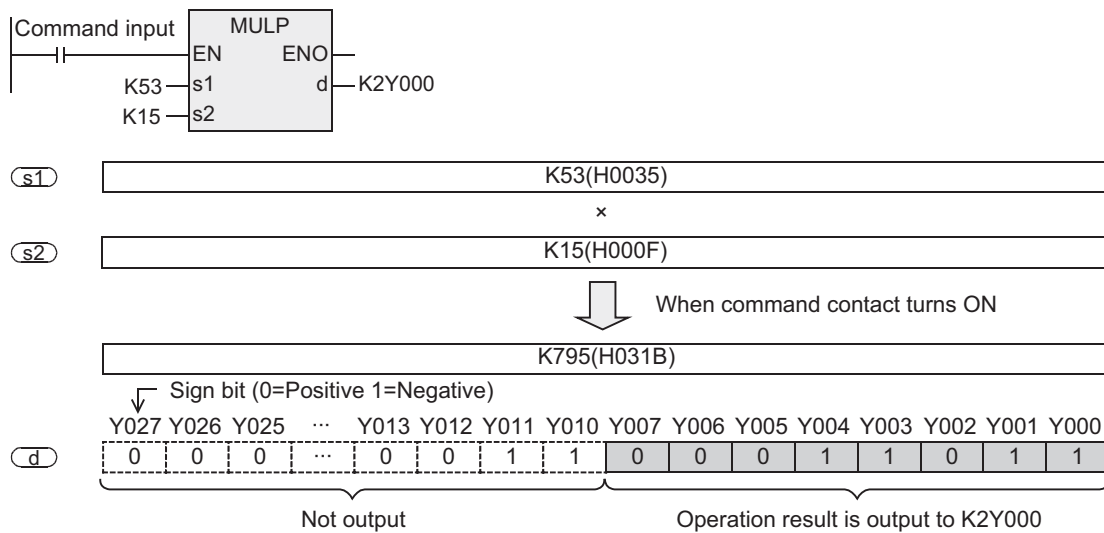 Command input
MULP
EN ENO
K53 s1 d K2Y000
K15 s2
s1 K53(H0035)
×
s2 K15(H000F)
When command contact turns ON
K795(H031B)
Sign bit (0=Positive 1=Negative)
Y027 Y026 Y025 ... Y013 Y012 Y011 Y010 Y007 Y006 Y005 Y004 Y003 Y002 Y001 Y000
d 0 0 0 ... 0 0 1 1 0 0 0 1 1 0 1 1
Not output Operation result is output to K2Y000